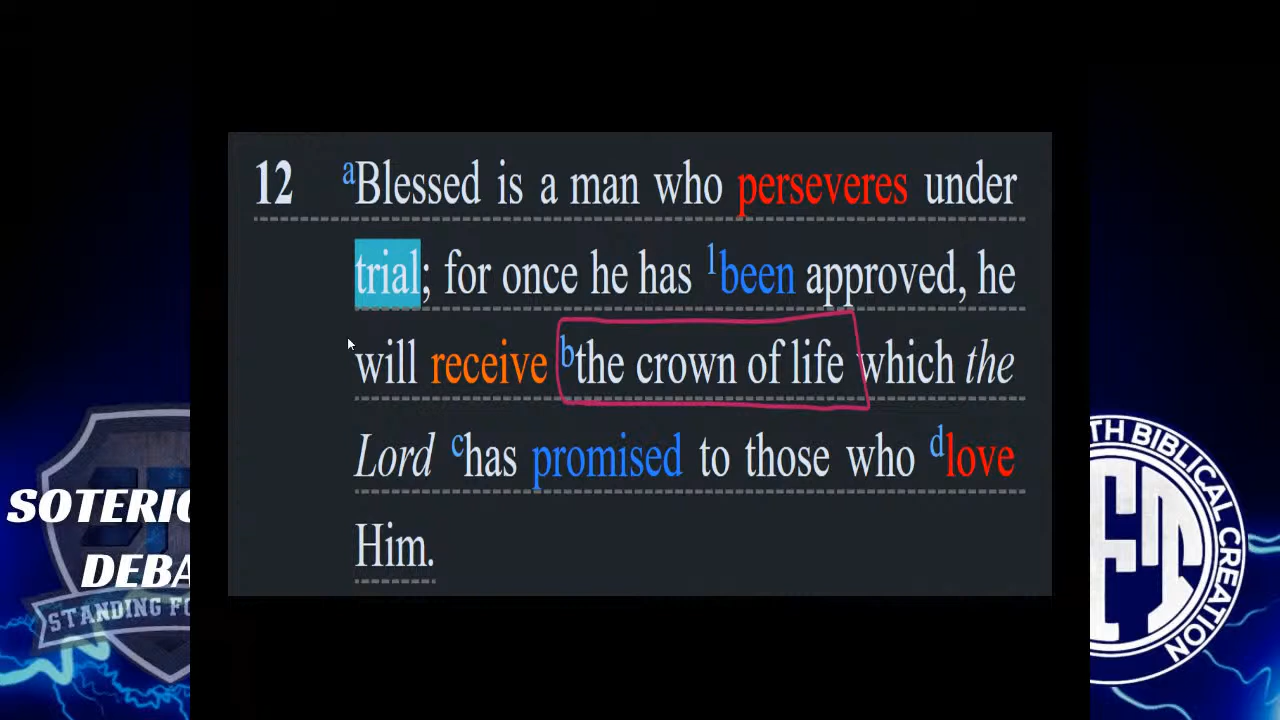 12 aBlessed is a man who perseveres under
trial; for once he has 1been approved, he
will receive bthe crown of life which the
Lord chas promised to those who dlove
Him.
SOTERIO
DEBA
STANDING FO
TH BIBLICAL CREATION
FT